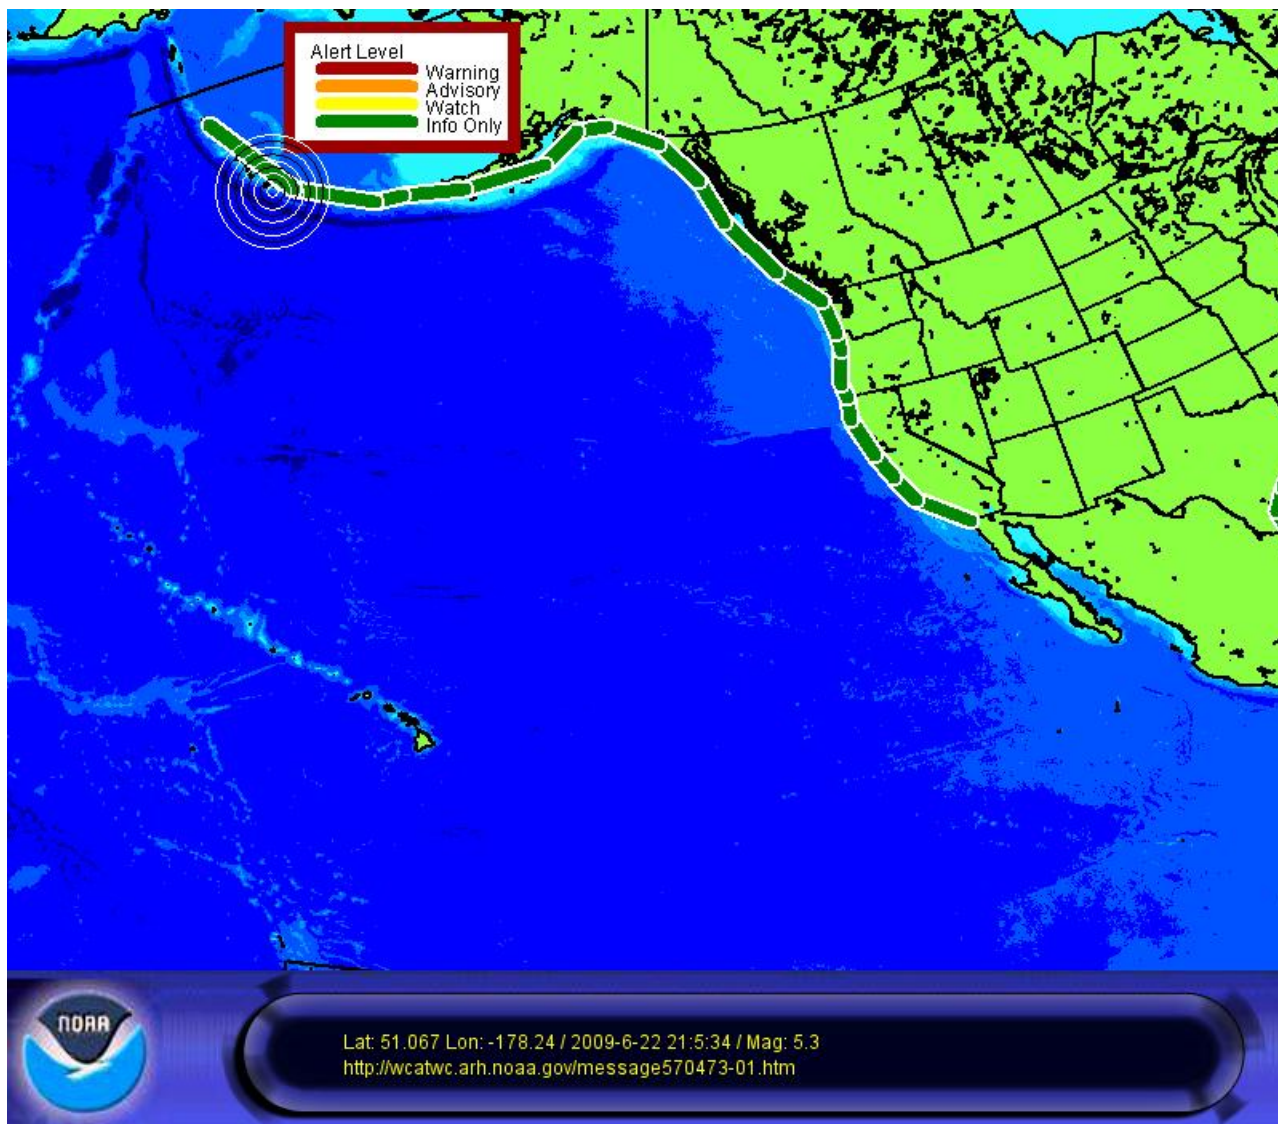 Alert Level
Warning
Advisory
Watch
Info Only
NOAA
Lat: 51.067 Lon: -178.24 / 2009-6-22 21:5:34 / Mag: 5.3
http://wcatwc.arh.noaa.gov/message570473-01.htm